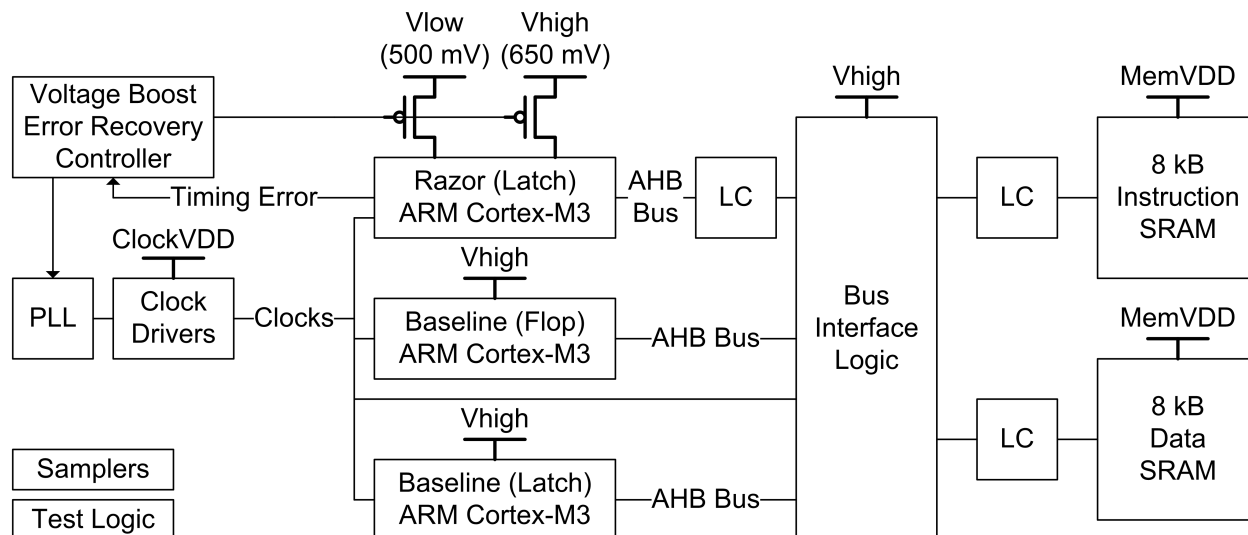 Vlow
(500 mV)
Vhigh
(650 mV)
Voltage Boost
Error Recovery
Controller
Timing Error
Razor (Latch)
ARM Cortex-M3
AHB
Bus
LC
Vhigh
Bus
Interface
Logic
LC
MemVDD
8 kB
Instruction
SRAM
ClockVDD
PLL
Clock
Drivers
Clocks
Vhigh
Baseline (Flop)
ARM Cortex-M3
AHB Bus
MemVDD
LC
8 kB
Data
SRAM
Vhigh
Baseline (Latch)
ARM Cortex-M3
AHB Bus
Samplers
Test Logic